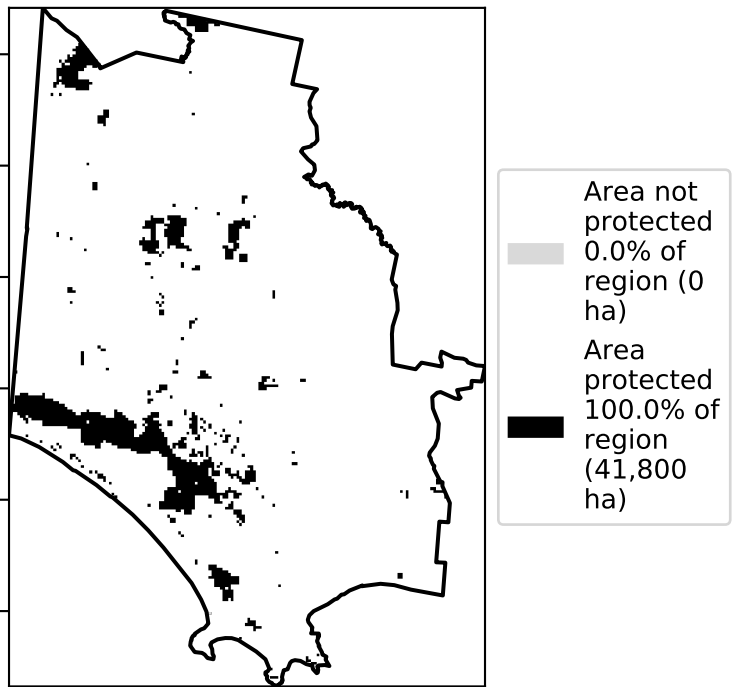 Area not
protected
0.0% of
region (0
ha)
Area
protected
100.0% of
region
(41,800
ha)